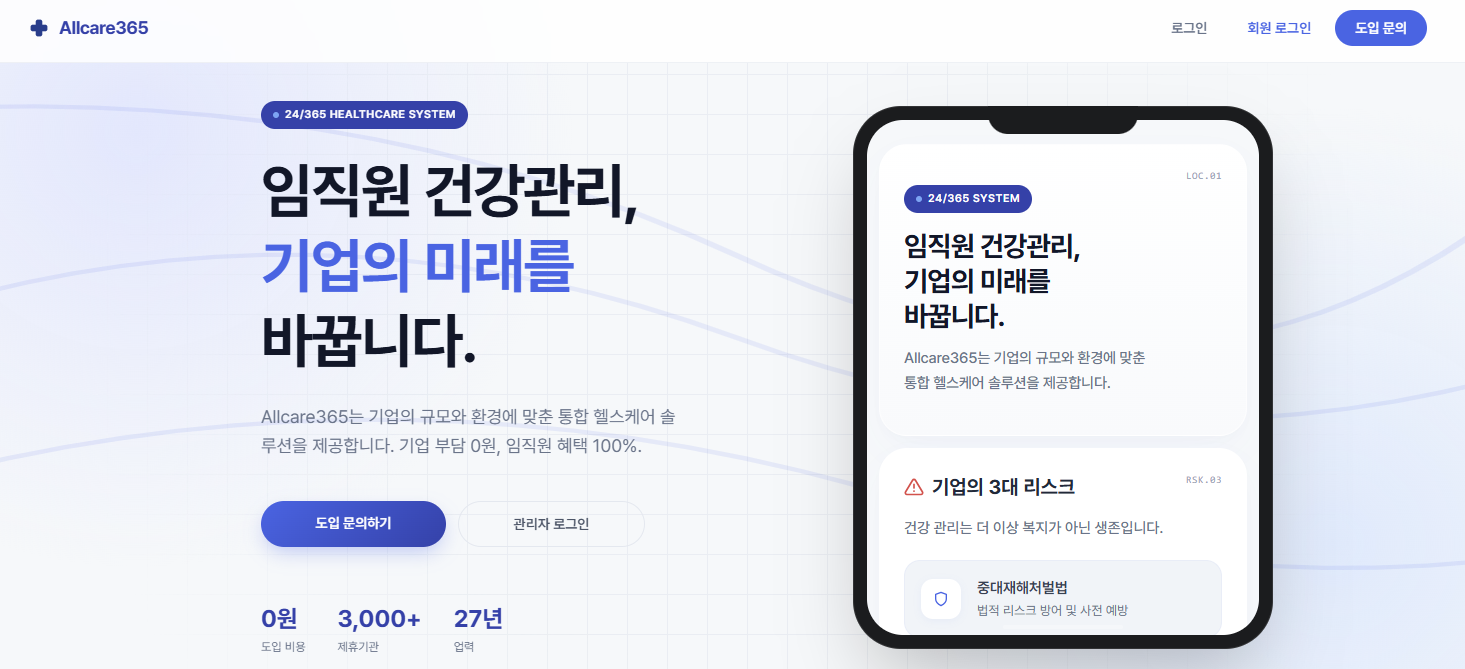 Allcare365
로그인
회원 로그인
도입 문의
24/365 HEALTHCARE SYSTEM
임직원 건강관리,
기업의 미래를
바꿉니다.
Allcare365는 기업의 규모와 환경에 맞춘 통합 헬스케어 솔
루션을 제공합니다. 기업 부담 0원, 임직원 혜택 100%.
도입 문의하기
관리자 로그인
0원
도입 비용
3,000+
제휴기관
27년
업력
LOC.01
24/365 SYSTEM
임직원 건강관리,
기업의 미래를
바꿉니다.
Allcare365는 기업의 규모와 환경에 맞춘
통합 헬스케어 솔루션을 제공합니다.
기업의 3대 리스크
RSK.03
건강 관리는 더 이상 복지가 아닌 생존입니다.
중대재해처벌법
법적 리스크 방어 및 사전 예방